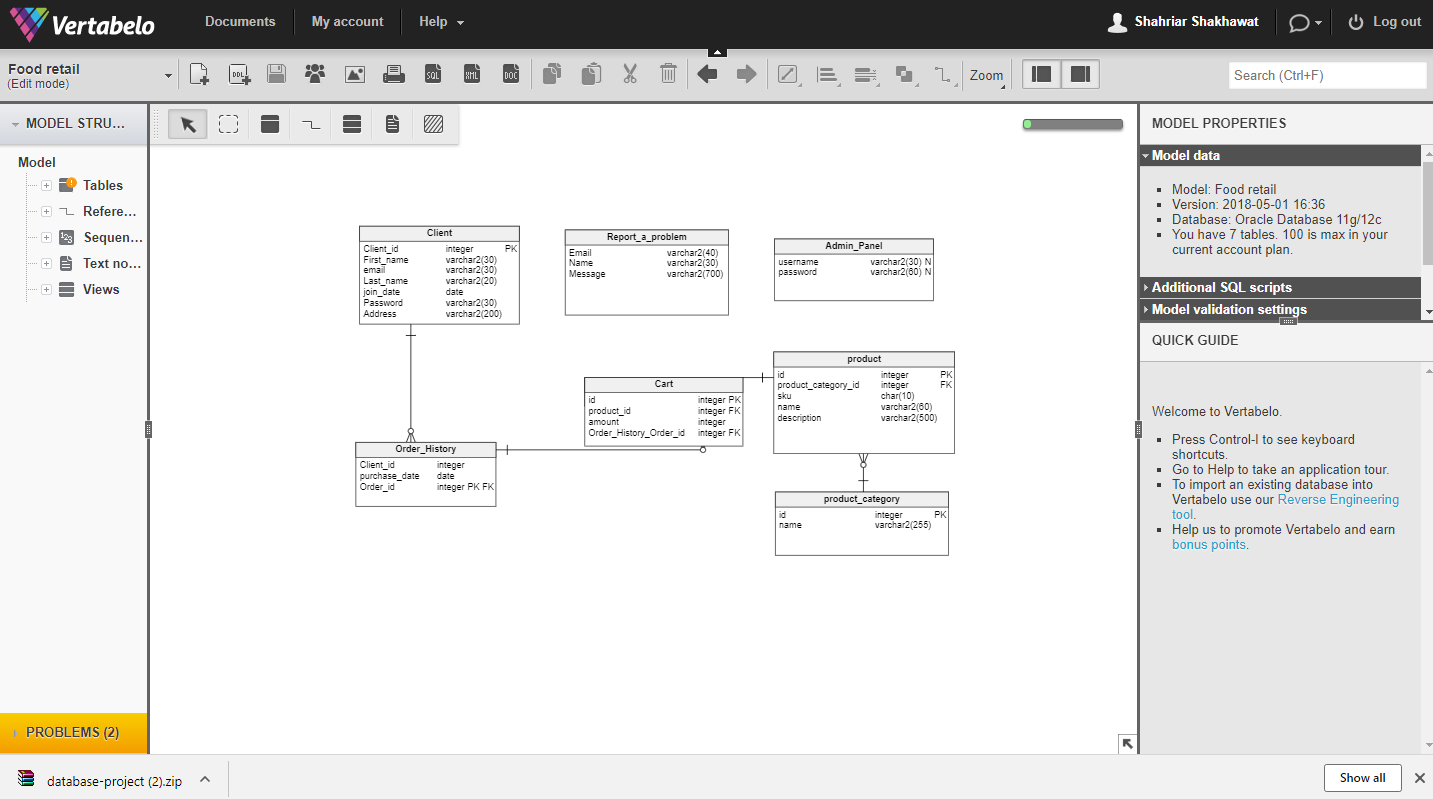 Vertabelo
Documents
My account
Help
Shahriar Shakhawat
Log out
Food retail
(Edit mode)
DDL
SQL
XML
DOC
Zoom
Search (Ctrl+F)
MODEL STRU...
Model
Tables
Refere...
123
Sequen...
Text no...
Views
PROBLEMS (2)
Client
Client_id integer PK
First_name varchar2(30)
email varchar2(30)
Last_name varchar2(20)
join_date date
Password varchar2(30)
Address varchar2(200)
Report_a_problem
Email varchar2(40)
Name varchar2(30)
Message varchar2(700)
Admin_Panel
username varchar2(30) N
password varchar2(60) N
Cart
id integer PK
product_id integer FK
amount integer
Order_History_Order_id integer FK
product
id integer PK
product_category_id integer FK
sku char(10)
name varchar2(60)
description varchar2(500)
Order_History
Client_id integer
purchase_date date
Order_id integer PK FK
product_category
id integer PK
name varchar2(255)
MODEL PROPERTIES
Model data
Model: Food retail
Version: 2018-05-01 16:36
Database: Oracle Database 11g/12c
You have 7 tables. 100 is max in your
current account plan.
Additional SQL scripts
Model validation settings
QUICK GUIDE
Welcome to Vertabelo.
Press Control-I to see keyboard
shortcuts.
Go to Help to take an application tour.
To import an existing database into
Vertabelo use our Reverse Engineering
tool.
Help us to promote Vertabelo and earn
bonus points.
database-project (2).zip
Show all